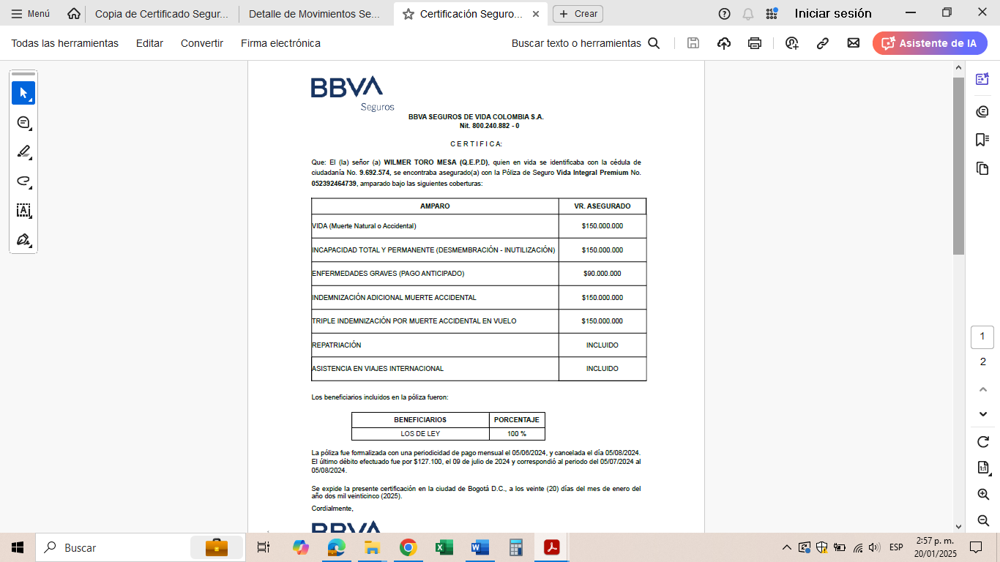 Menú
Copia de Certificado Segur...
Detalle de Movimientos Se...
Certificación Seguro...
Crear
Iniciar sesión
Todas las herramientas
Editar
Convertir
Firma electrónica
Buscar texto o herramientas
Asistente de IA
BBVA
Seguros
BBVA SEGUROS DE VIDA COLOMBIA S.A.
Nit. 800.240.882 - 0
C E R T I F I C A:
Que: El (la) señor (a) WILMER TORO MESA (Q.E.P.D), quien en vida se identificaba con la cédula de
ciudadanía No. 9.692.574, se encontraba asegurado(a) con la Póliza de Seguro Vida Integral Premium No.
052392464739, amparado bajo las siguientes coberturas:
AMPARO VR. ASEGURADO
VIDA (Muerte Natural o Accidental) $150.000.000
INCAPACIDAD TOTAL Y PERMANENTE (DESMEMBRACIÓN - INUTILIZACIÓN) $150.000.000
ENFERMEDADES GRAVES (PAGO ANTICIPADO) $90.000.000
INDEMNIZACIÓN ADICIONAL MUERTE ACCIDENTAL $150.000.000
TRIPLE INDEMNIZACIÓN POR MUERTE ACCIDENTAL EN VUELO $150.000.000
REPATRIACIÓN INCLUIDO
ASISTENCIA EN VIAJES INTERNACIONAL INCLUIDO
Los beneficiarios incluidos en la póliza fueron:
BENEFICIARIOS PORCENTAJE
LOS DE LEY 100 %
La póliza fue formalizada con una periodicidad de pago mensual el 05/06/2024, y cancelada el día 05/08/2024.
El último débito efectuado fue por $127.100, el 09 de julio de 2024 y correspondió al periodo del 05/07/2024 al
05/08/2024.
Se expide la presente certificación en la ciudad de Bogotá D.C., a los veinte (20) días del mes de enero del
año dos mil veinticinco (2025).
Cordialmente,
BBVA
1
2
1:1
Buscar
ESP
2:57 p. m.
20/01/2025